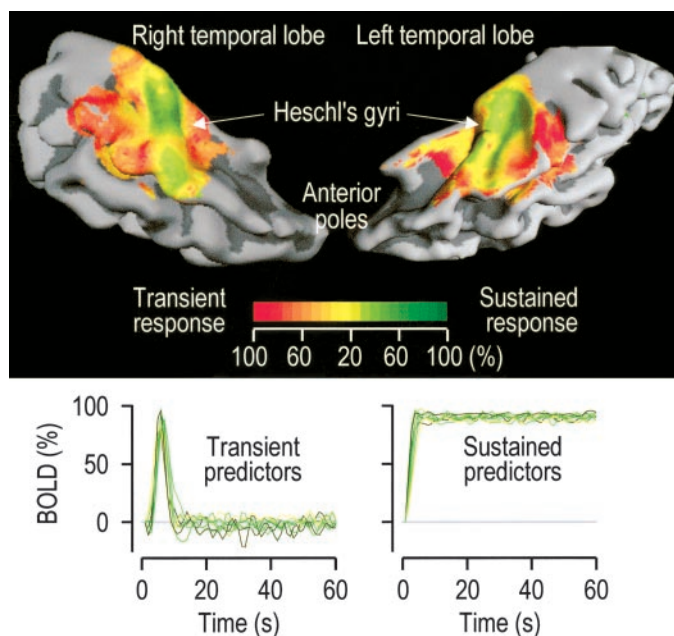 Right temporal lobe Left temporal lobe
Heschl's gyri
Anterior
poles
Transient
response
Sustained
response
100 60 20 60 100 (%)
BOLD (%)
100
50
0
Transient
predictors
0 20 40 60
Time (s)
Sustained
predictors
0 20 40 60
Time (s)